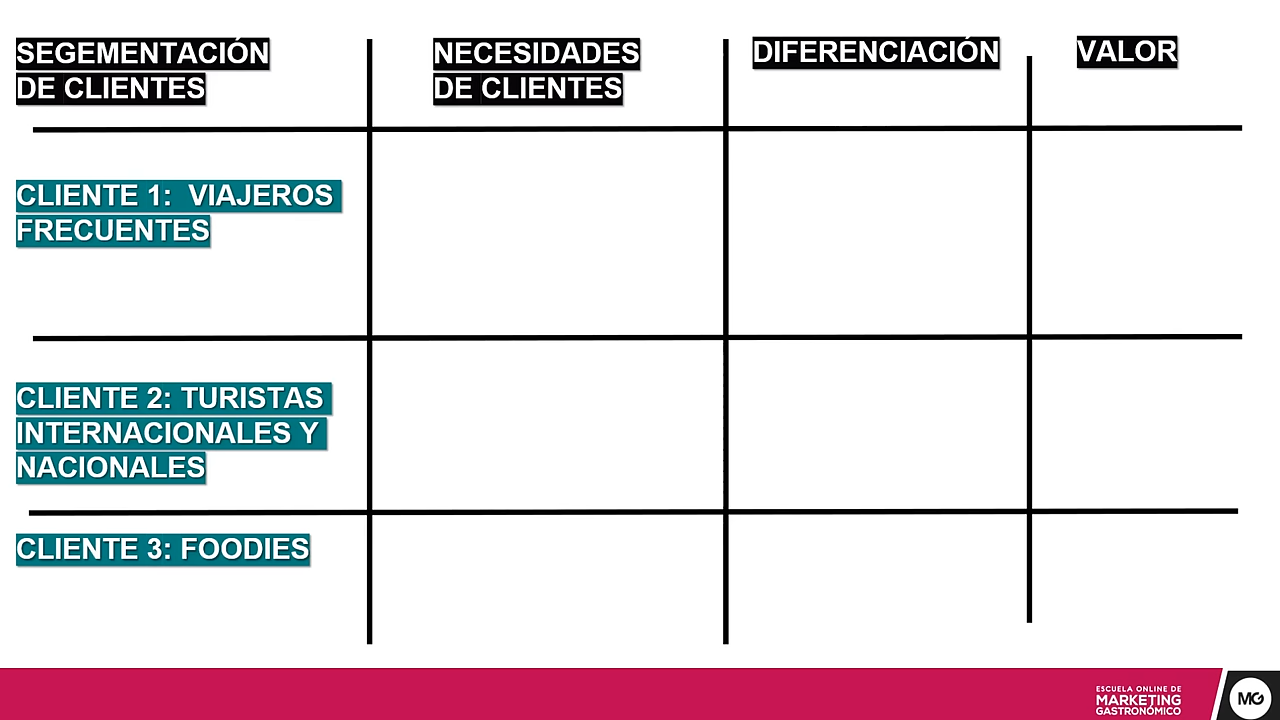 SEGEMENTACIÓN
DE CLIENTES
NECESIDADES
DE CLIENTES
DIFERENCIACIÓN
VALOR
CLIENTE 1:  VIAJEROS
FRECUENTES
CLIENTE 2: TURISTAS
INTERNACIONALES Y
NACIONALES
CLIENTE 3: FOODIES
ESCUELA ONLINE DE
MARKETING
GASTRONÓMICO
MG